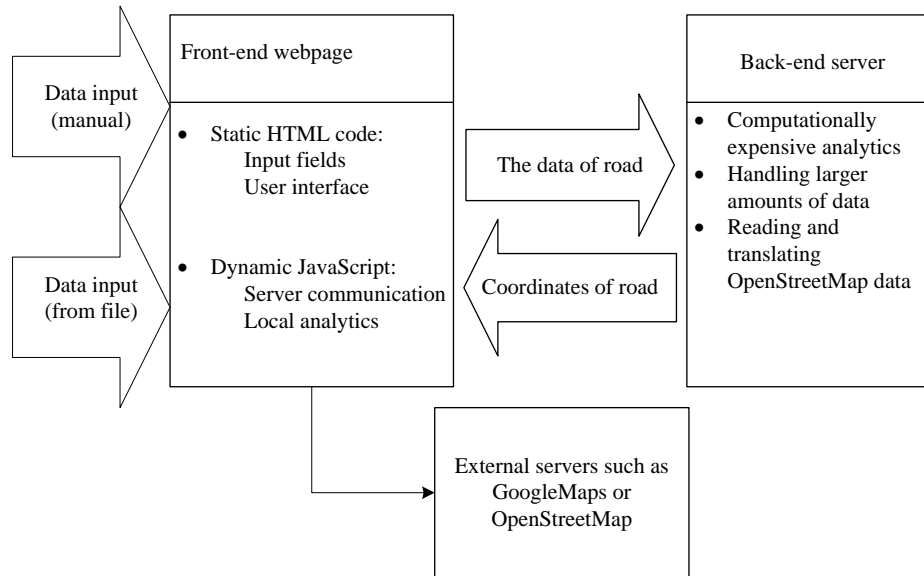 Data input
(manual)
Data input
(from file)
Front-end webpage
● Static HTML code:
Input fields
User interface
● Dynamic JavaScript:
Server communication
Local analytics
The data of road
Coordinates of road
Back-end server
● Computationally
expensive analytics
● Handling larger
amounts of data
● Reading and
translating
OpenStreetMap data
External servers such as
GoogleMaps or
OpenStreetMap